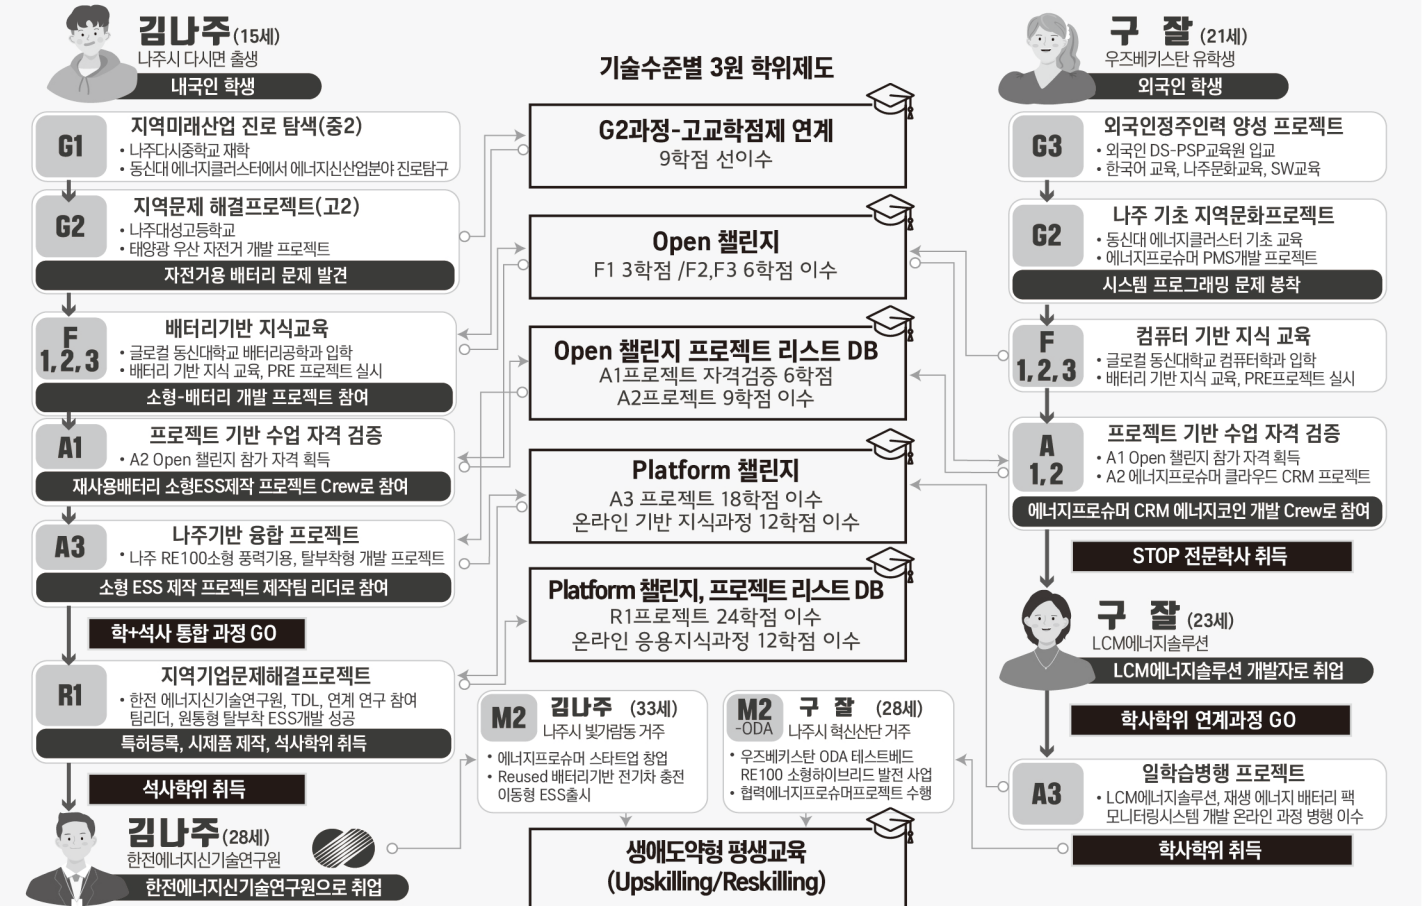 김나주 (15세)
나주시 다시면 출생
내국인 학생
G1
지역미래산업 진로 탐색(중2)
• 나주다시중학교 재학
• 동신대 에너지클러스터에서 에너지신산업분야 진로탐구
G2
지역문제 해결프로젝트(고2)
• 나주대성고등학교
• 태양광 우산 자전거 개발 프로젝트
자전거용 배터리 문제 발견
F
1, 2, 3
배터리기반 지식교육
• 글로컬 동신대학교 배터리공학과 입학
• 배터리 기반 지식 교육, PRE 프로젝트 실시
소형-배터리 개발 프로젝트 참여
A1
프로젝트 기반 수업 자격 검증
• A2 Open 챌린지 참가 자격 획득
재사용배터리 소형ESS제작 프로젝트 Crew로 참여
A3
나주기반 융합 프로젝트
• 나주 RE100소형 풍력기용, 탈부착형 개발 프로젝트
소형 ESS 제작 프로젝트 제작팀 리더로 참여
학+석사 통합 과정 GO
R1
지역기업문제해결프로젝트
• 한전 에너지신기술연구원, TDL, 연계 연구 참여
팀리더, 원통형 탈부착 ESS개발 성공
특허등록, 시제품 제작, 석사학위 취득
석사학위 취득
김나주 (28세)
한전에너지신기술연구원
한전에너지신기술연구원으로 취업
기술수준별 3원 학위제도
G2과정-고교학점제 연계
9학점 선이수
Open 챌린지
F1 3학점 /F2,F3 6학점 이수
Open 챌린지 프로젝트 리스트 DB
A1프로젝트 자격검증 6학점
A2프로젝트 9학점 이수
Platform 챌린지
A3 프로젝트 18학점 이수
온라인 기반 지식과정 12학점 이수
Platform 챌린지, 프로젝트 리스트 DB
R1프로젝트 24학점 이수
온라인 응용지식과정 12학점 이수
M2
김나주 (33세)
나주시 빛가람동 거주
• 에너지프로슈머 스타트업 창업
• Reused 배터리기반 전기차 충전
이동형 ESS출시
M2
-ODA
구 잘 (28세)
나주시 혁신산단 거주
• 우즈베키스탄 ODA 테스트베드
RE100 소형하이브리드 발전 사업
• 협력에너지프로슈머프로젝트 수행
생애도약형 평생교육
(Upskilling/Reskilling)
구 잘 (21세)
우즈베키스탄 유학생
외국인 학생
G3
외국인정주인력 양성 프로젝트
• 외국인 DS-PSP교육원 입교
• 한국어 교육, 나주문화교육, SW교육
G2
나주 기초 지역문화프로젝트
• 동신대 에너지클러스터 기초 교육
• 에너지프로슈머 PMS개발 프로젝트
시스템 프로그래밍 문제 봉착
F
1, 2, 3
컴퓨터 기반 지식 교육
• 글로컬 동신대학교 컴퓨터학과 입학
• 배터리 기반 지식 교육, PRE프로젝트 실시
A
1, 2
프로젝트 기반 수업 자격 검증
• A1 Open 챌린지 참가 자격 획득
• A2 에너지프로슈머 클라우드 CRM 프로젝트
에너지프로슈머 CRM 에너지코인 개발 Crew로 참여
STOP 전문학사 취득
구 잘 (23세)
LCM에너지솔루션
LCM에너지솔루션 개발자로 취업
학사학위 연계과정 GO
A3
일학습병행 프로젝트
• LCM에너지솔루션, 재생 에너지 배터리 팩
모니터링시스템 개발 온라인 과정 병행 이수
학사학위 취득